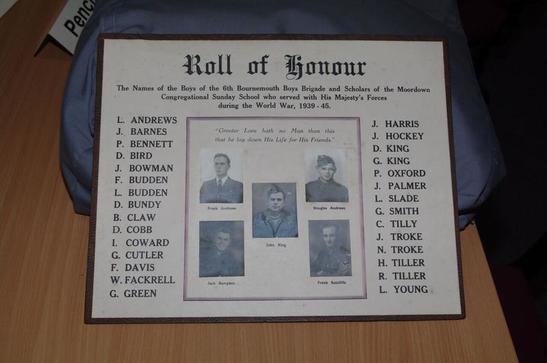 Penc
Roll of Honour
The Names of the Boys of the 6th Bournemouth Boys Brigade and Scholars of the Moordown
Congregational Sunday School who served with His Majesty's Forces
during the World War, 1939-45.
L. ANDREWS
J. BARNES
P. BENNETT
D. BIRD
J. BOWMAN
F. BUDDEN
L. BUDDEN
D. BUNDY
B. CLAW
D. COBB
I. COWARD
G. CUTLER
F. DAVIS
W. FACKRELL
G. GREEN
"Greater Love hath no Man than this
that he lay down His Life for His Friends."
Frank
Douglas Andrews
John King
Jack
Frank
J. HARRIS
J. HOCKEY
D. KING
G. KING
P. OXFORD
J. PALMER
L. SLADE
G. SMITH
C. TILLY
J. TROKE
N. TROKE
H. TILLER
R. TILLER
L. YOUNG